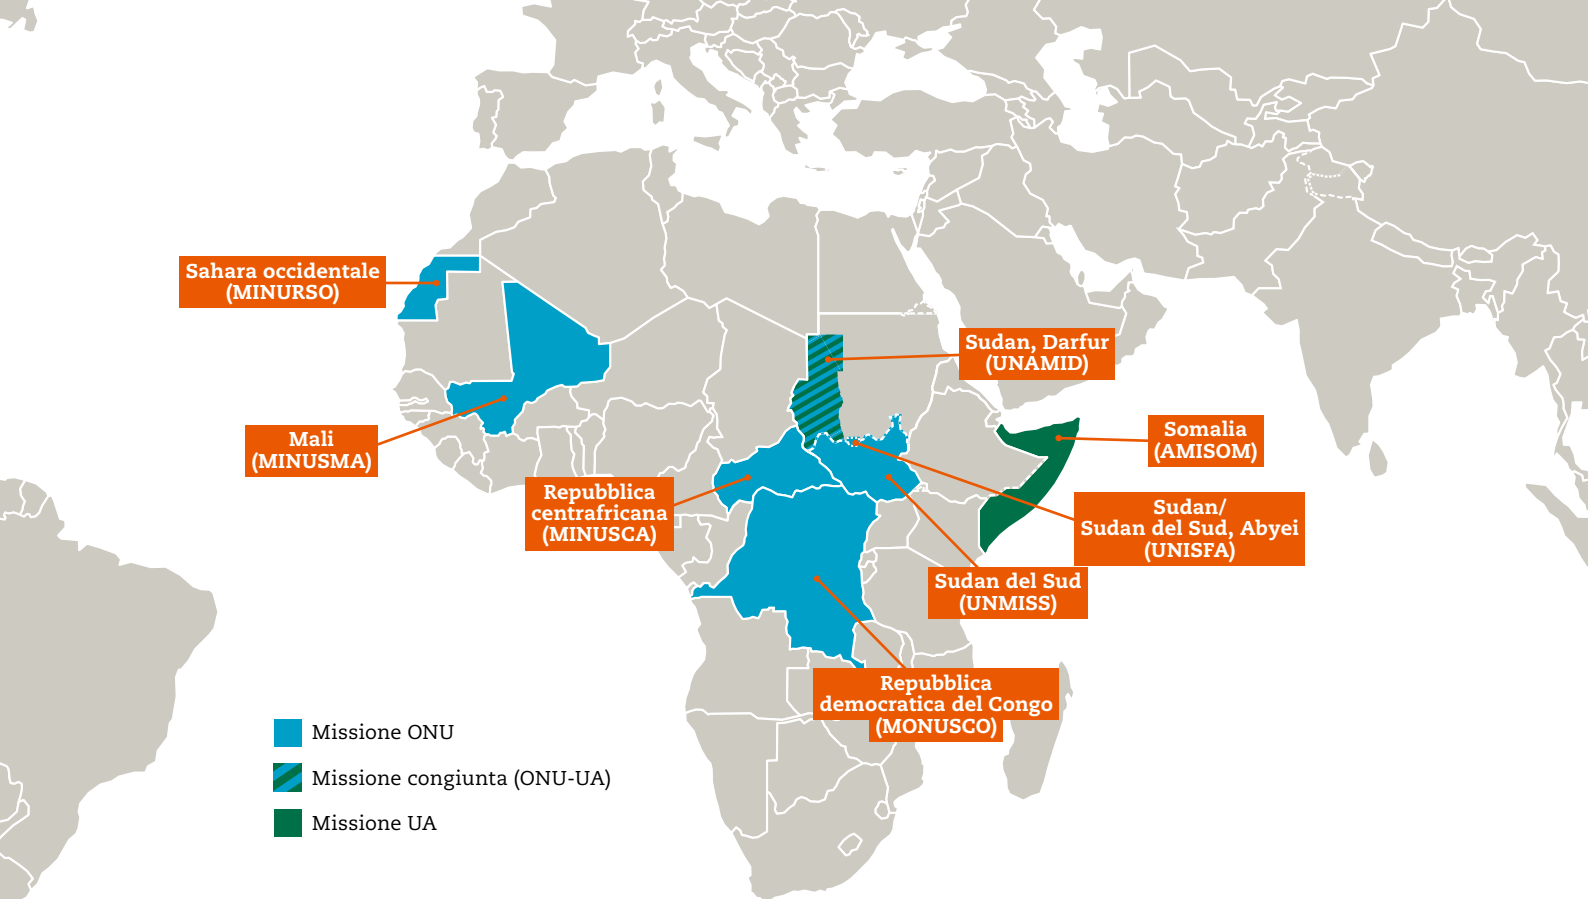 Sahara occidentale
(MINURSO)
Mali
(MINUSMA)
Repubblica
centrafricana
(MINUSCA)
Sudan, Darfur
(UNAMID)
Somalia
(AMISOM)
Sudan/
Sudan del Sud, Abyei
(UNISFA)
Sudan del Sud
(UNMISS)
Repubblica
democratica del Congo
(MONUSCO)
Missione ONU
Missione congiunta (ONU-UA)
Missione UA